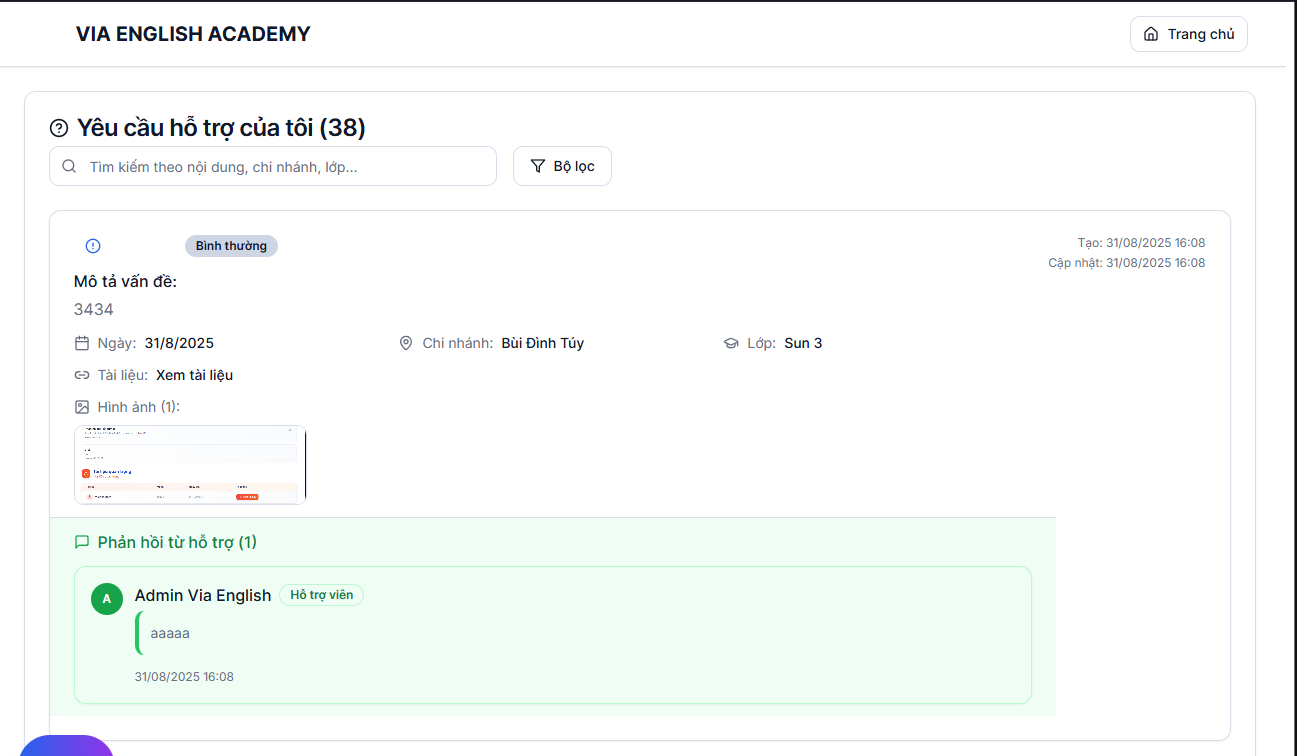 VIA ENGLISH ACADEMY
Trang chủ
Yêu cầu hỗ trợ của tôi (38)
Tìm kiếm theo nội dung, chi nhánh, lớp...
Bộ lọc
Bình thường
Tạo: 31/08/2025 16:08
Cập nhật: 31/08/2025 16:08
Mô tả vấn đề:
3434
Ngày: 31/8/2025
Chi nhánh: Bùi Đình Túy
Lớp: Sun 3
Tài liệu: Xem tài liệu
Hình ảnh (1):
Phản hồi từ hỗ trợ (1)
A
Admin Via English
Hỗ trợ viên
aaaaa
31/08/2025 16:08